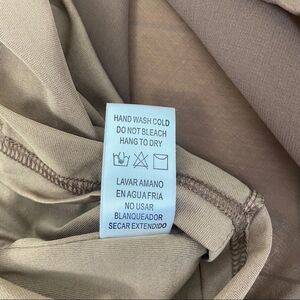 HAND WASH COLD
DO NOT BLEACH
HANG TO DRY
LAVAR AMANO
EN AGUA FRIA
NO USAR
BLANQUEADOR
SECAR EXTENDIDO